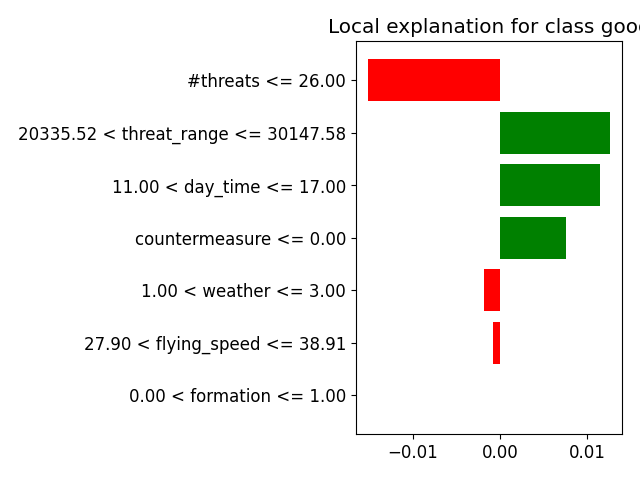 Local explanation for class goo
#threats <= 26.00
20335.52 < threat_range <= 30147.58
11.00 < day_time <= 17.00
countermeasure <= 0.00
1.00 < weather <= 3.00
27.90 < flying_speed <= 38.91
0.00 < formation <= 1.00
−0.01 0.00 0.01